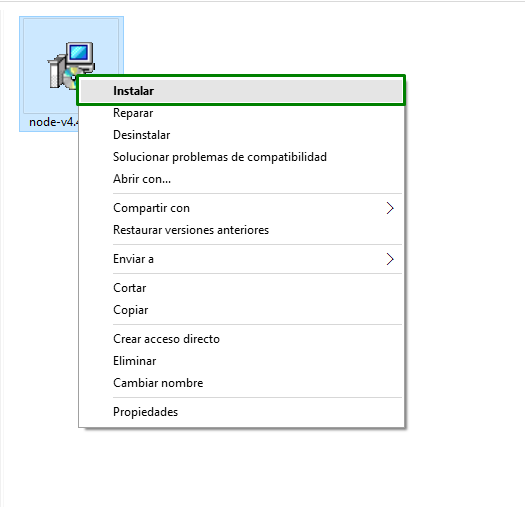 node-v4.4
Instalar
Reparar
Desinstalar
Solucionar problemas de compatibilidad
Abrir con...
Compartir con
Restaurar versiones anteriores
Enviar a
Cortar
Copiar
Crear acceso directo
Eliminar
Cambiar nombre
Propiedades